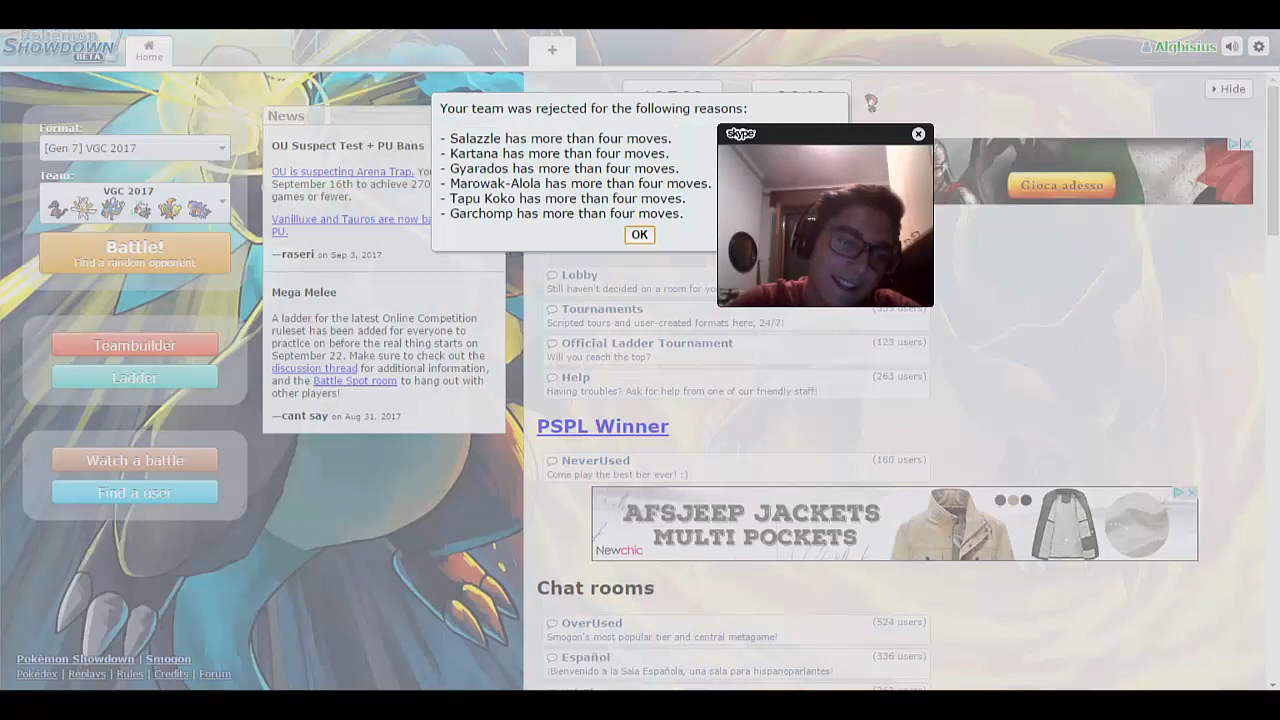 Pokémon
SHOWDOWN
BETA
Home
+
Alghisius
Hide
Format:
[Gen 7] VGC 2017
Team:
VGC 2017
Battle!
Find a random opponent
Teambuilder
Ladder
Watch a battle
Find a user
Pokémon Showdown | Smogon
Pokédex | Replays | Rules | Credits | Forum
News
OU Suspect Test + PU Bans
OU is suspecting Arena Trap.
September 16th to achieve 270
games or fewer.
Vanilluxe and Tauros are now ba
PU.
—raseri on Sep 3, 2017
Mega Melee
A ladder for the latest Online Competition
ruleset has been added for everyone to
practice on before the real thing starts on
September 22. Make sure to check out the
discussion thread for additional information,
and the Battle Spot room to hang out with
other players!
—cant say on Aug 31, 2017
Your team was rejected for the following reasons:
- Salazzle has more than four moves.
- Kartana has more than four moves.
- Gyarados has more than four moves.
- Marowak-Alola has more than four moves.
- Tapu Koko has more than four moves.
- Garchomp has more than four moves.
OK
skype
Gioca adesso
Lobby
Still haven't decided on a room for yo
Tournaments
Scripted tours and user-created formats here, 24/7!
Official Ladder Tournament (123 users)
Will you reach the top?
Help (263 users)
Having troubles? Ask for help from one of our friendly staff!
PSPL Winner
NeverUsed (160 users)
Come play the best tier ever! :)
AFSJEEP JACKETS
MULTI POCKETS
Newchic
Chat rooms
OverUsed (524 users)
Smogon's most popular tier and central metagame!
Español (336 users)
¡Bienvenido a la Sala Española, una sala para hispanoparlantes!